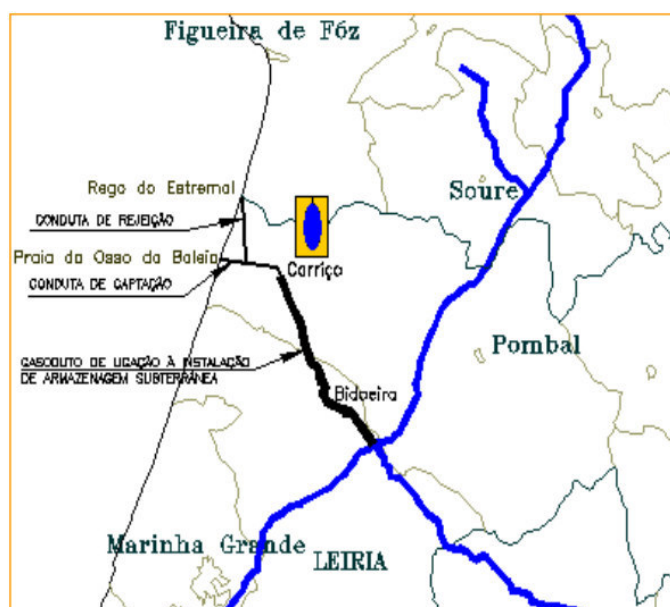 Figueira de Fóz
Rego do Estremal
CONDUTA DE REJEIÇÃO
Soure
Praia do Osso da Baleia
CONDUTA DE CAPTAÇÃO
Carriço
Pombal
GASODUTO DE LIGAÇÃO À INSTALAÇÃO
DE ARMAZENAGEM SUBTERRÂNEA
Bidoeira
Marinha Grande
LEIRIA